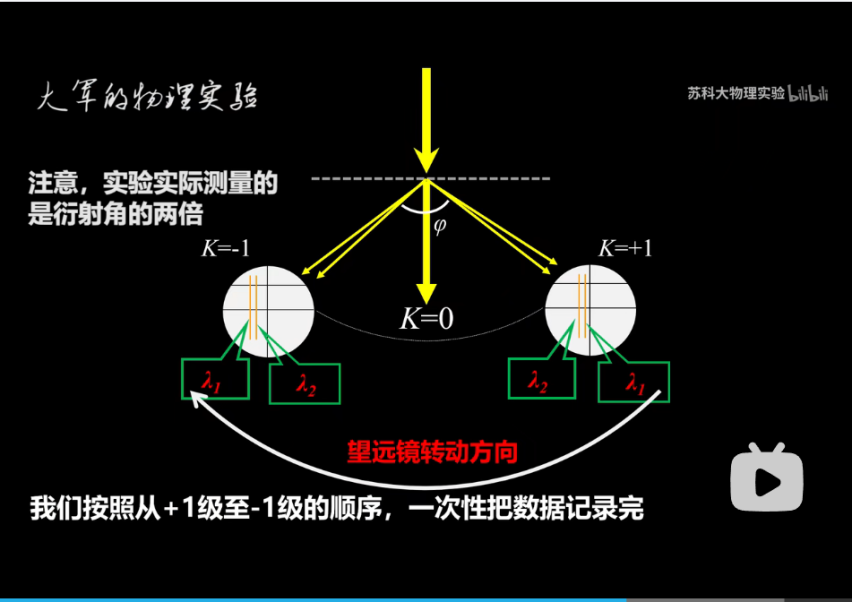 大军的物理实验
苏科大物理实验 bilibili
注意，实验实际测量的
是衍射角的两倍
φ
K=-1
K=+1
K=0
λ1
λ2
λ2
λ1
望远镜转动方向
我们按照从+1级至-1级的顺序，一次性把数据记录完